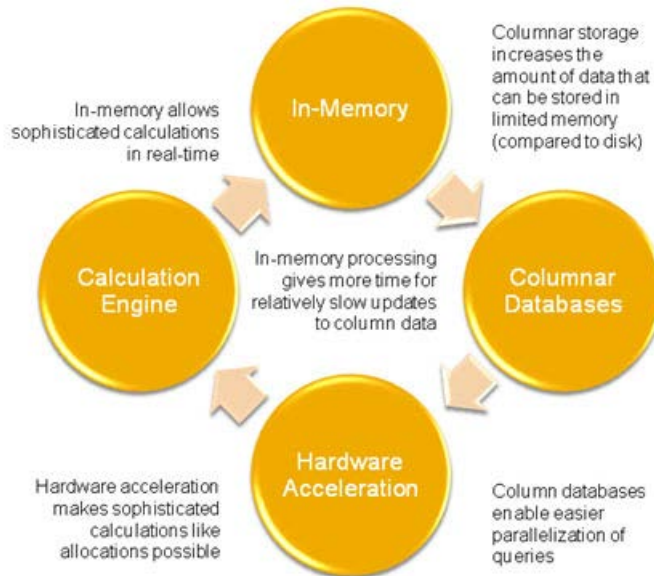 Columnar storage
increases the
amount of data that
can be stored in
limited memory
(compared to disk)
In-Memory
In-memory allows
sophisticated calculations
in real-time
Calculation
Engine
In-memory processing
gives more time for
relatively slow updates
to column data
Columnar
Databases
Hardware
Acceleration
Hardware acceleration
makes sophisticated
calculations like
allocations possible
Column databases
enable easier
parallelization of
queries